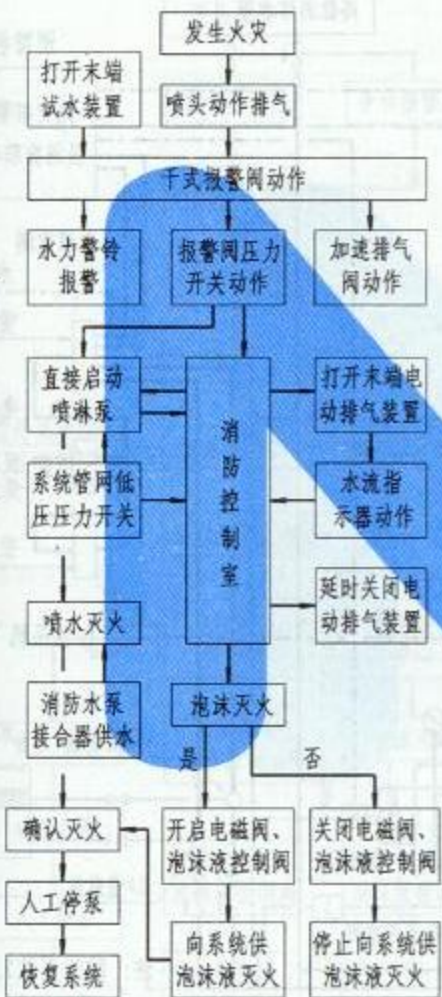 发生火灾
打开末端
试水装置
喷头动作排气
干式报警阀动作
水力警铃
报警
报警阀压力
开关动作
加速排气
阀动作
直接启动
喷淋泵
消防控制室
打开末端电
动排气装置
系统管网低
压压力开关
水流指
示器动作
喷水灭火
延时关闭电
动排气装置
消防水泵
接合器供水
泡沫灭火
是
否
确认灭火
开启电磁阀、
泡沫液控制阀
关闭电磁阀、
泡沫液控制阀
人工停泵
向系统供
泡沫液灭火
停止向系统供
泡沫液灭火
恢复系统